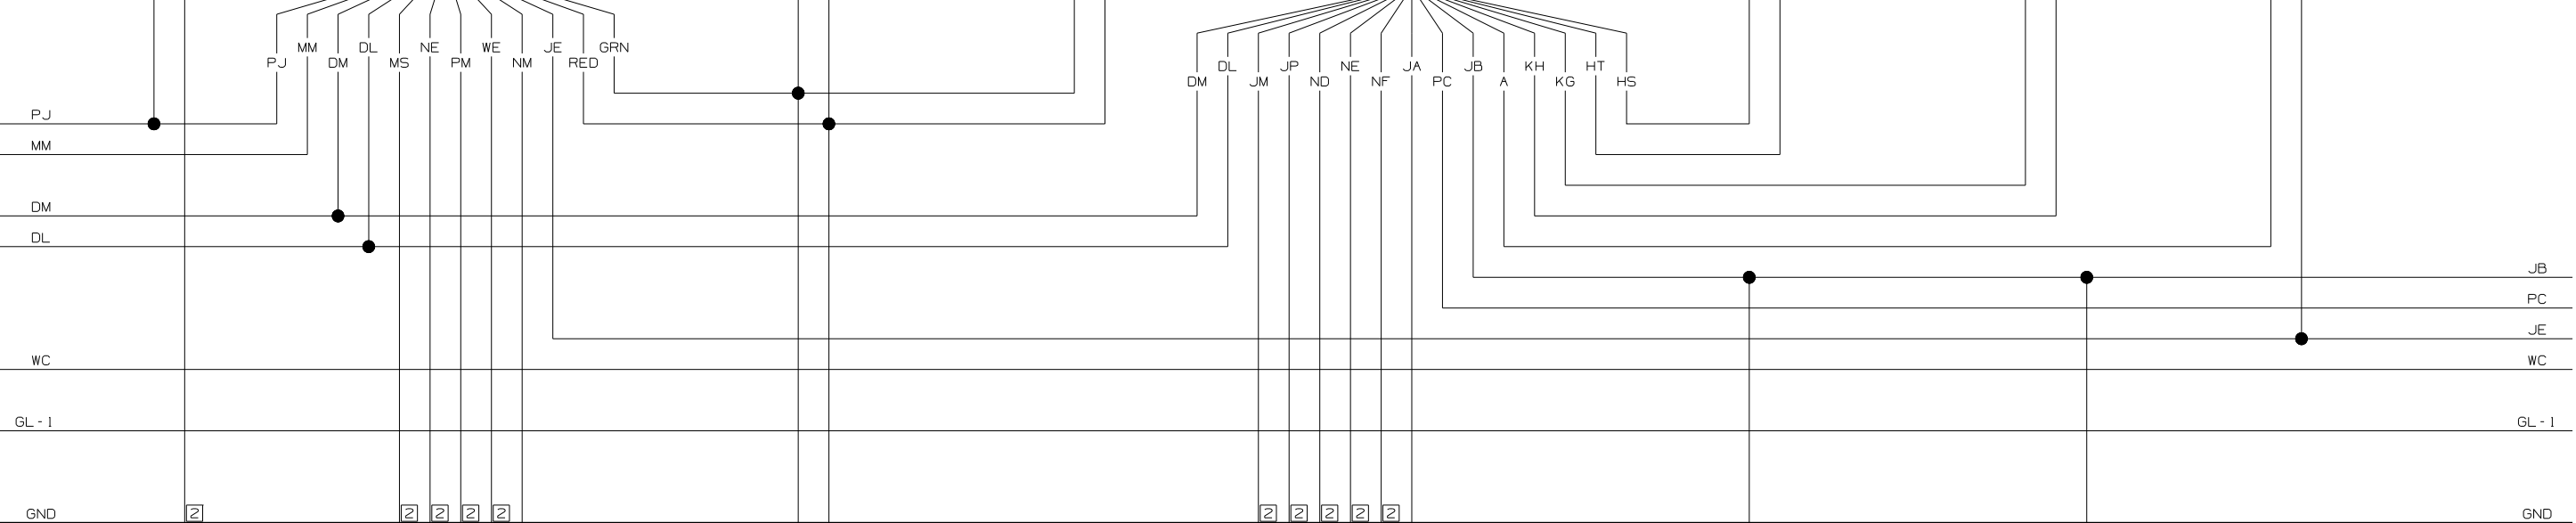 MM DL NE WE JE GRN
PJ DM MS PM NM RED
DL JP NE JA JB KH HT
DM JM ND NF PC A KG HS
PJ
MM
DM
DL
JB
PC
JE
WC WC
GL - 1 GL - 1
GND 2 2 2 2 2 2 2 2 2 2 GND